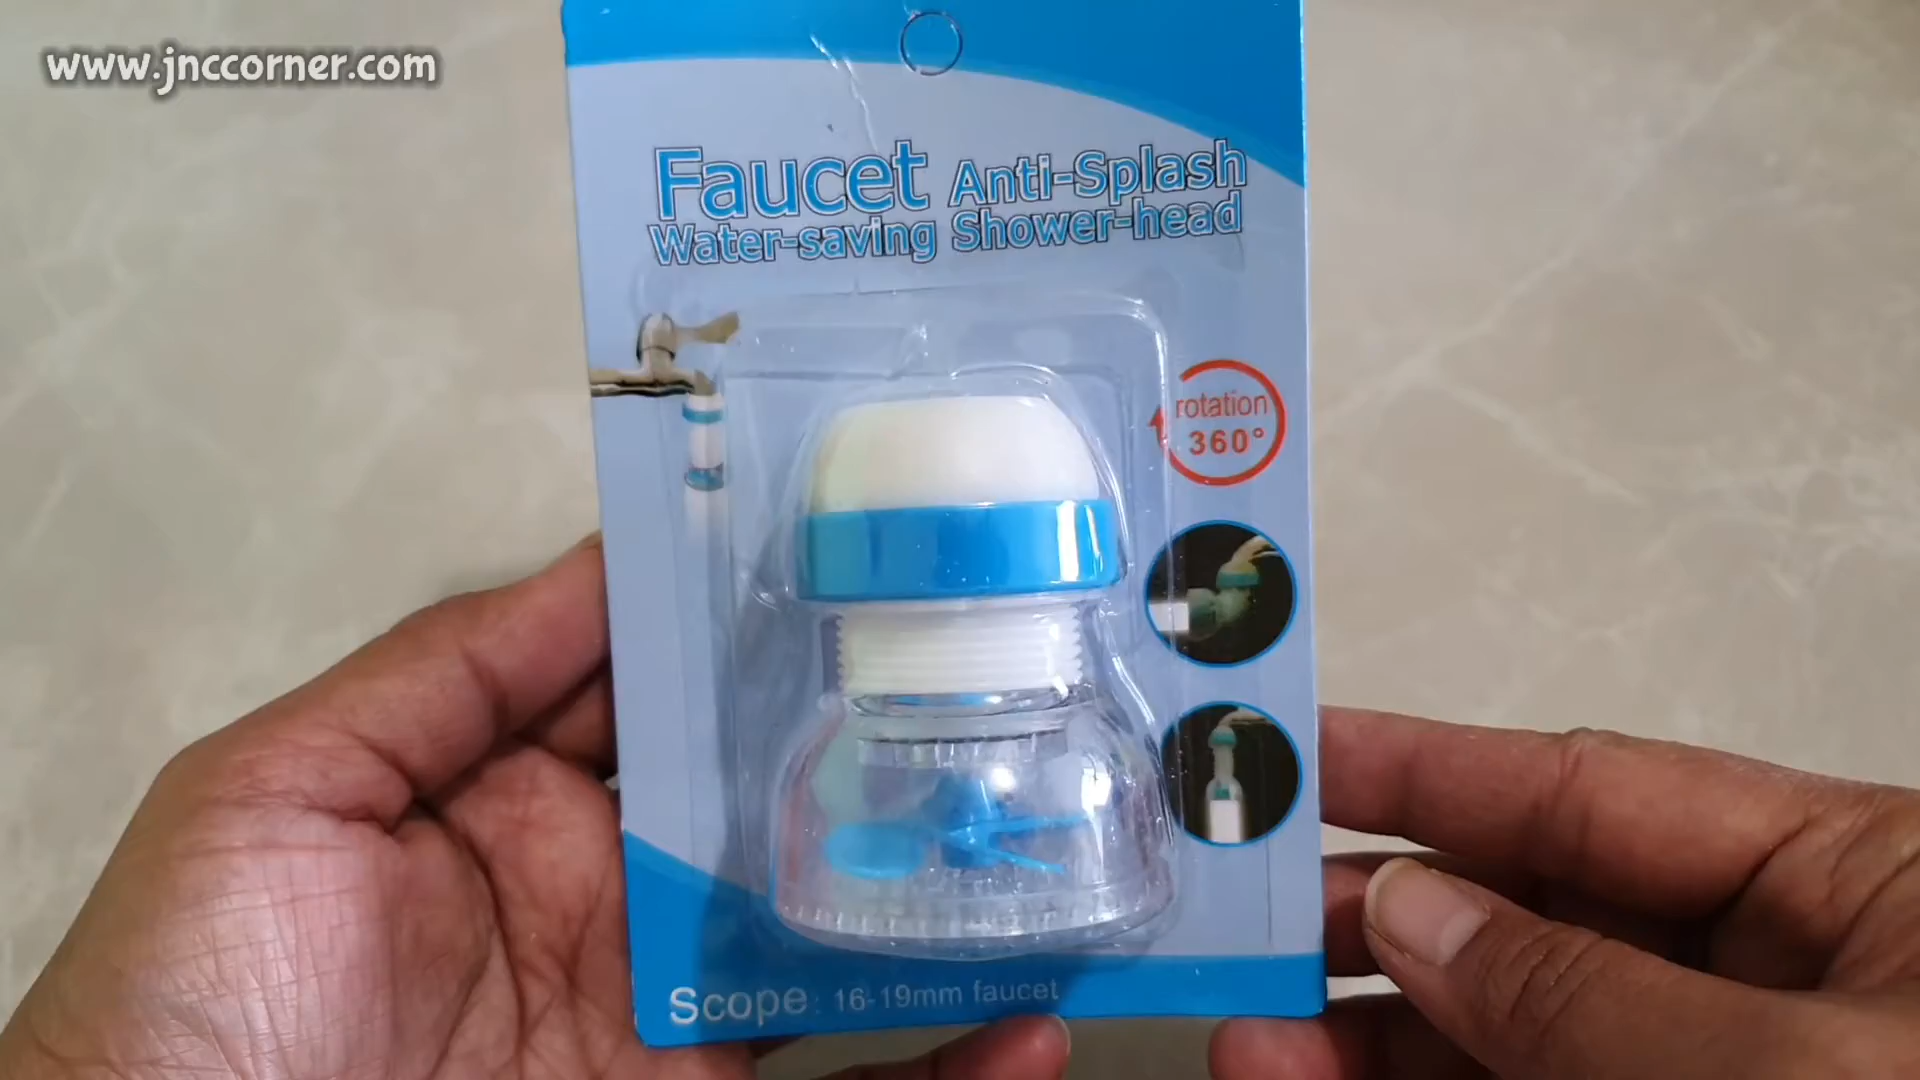 www.jnccorner.com
Faucet Anti-Splash
Water-saving Shower-head
rotation
360°
Scope: 16-19mm faucet